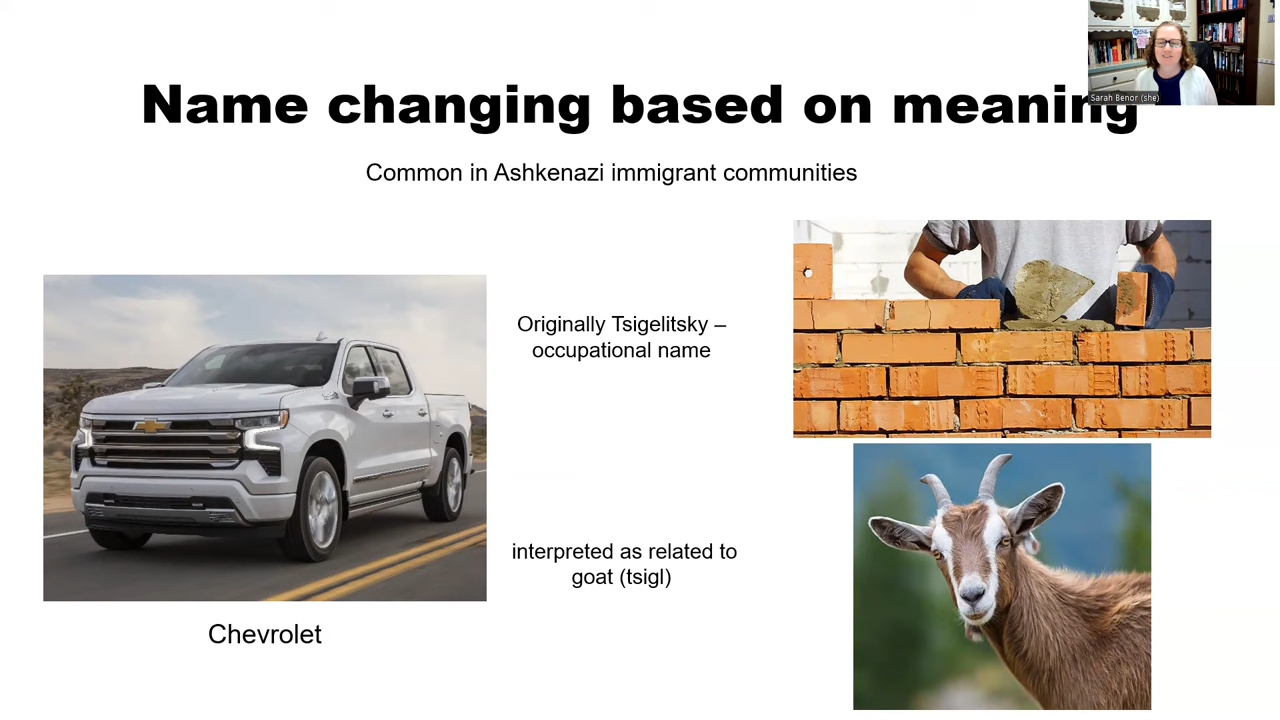 Sarah Benor (she)
Name changing based on meaning
Common in Ashkenazi immigrant communities
Originally Tsigelitsky –
occupational name
interpreted as related to
goat (tsigl)
Chevrolet